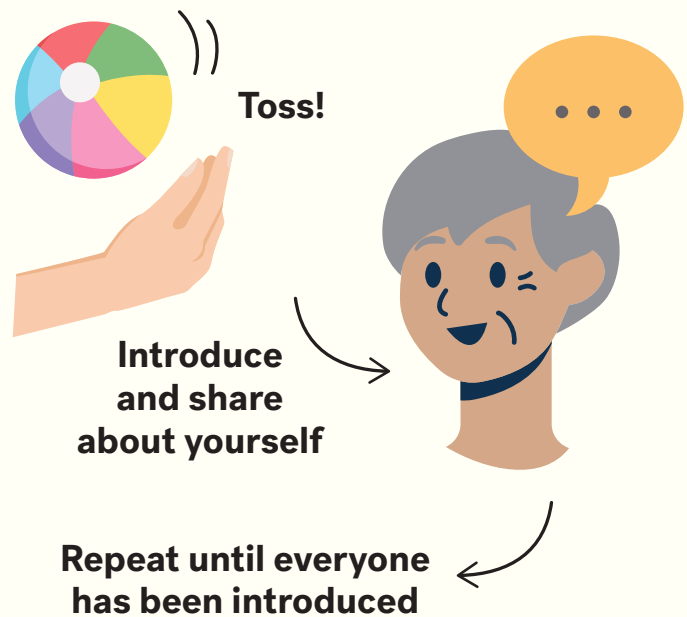 Toss!
Introduce
and share
about yourself
Repeat until everyone
has been introduced